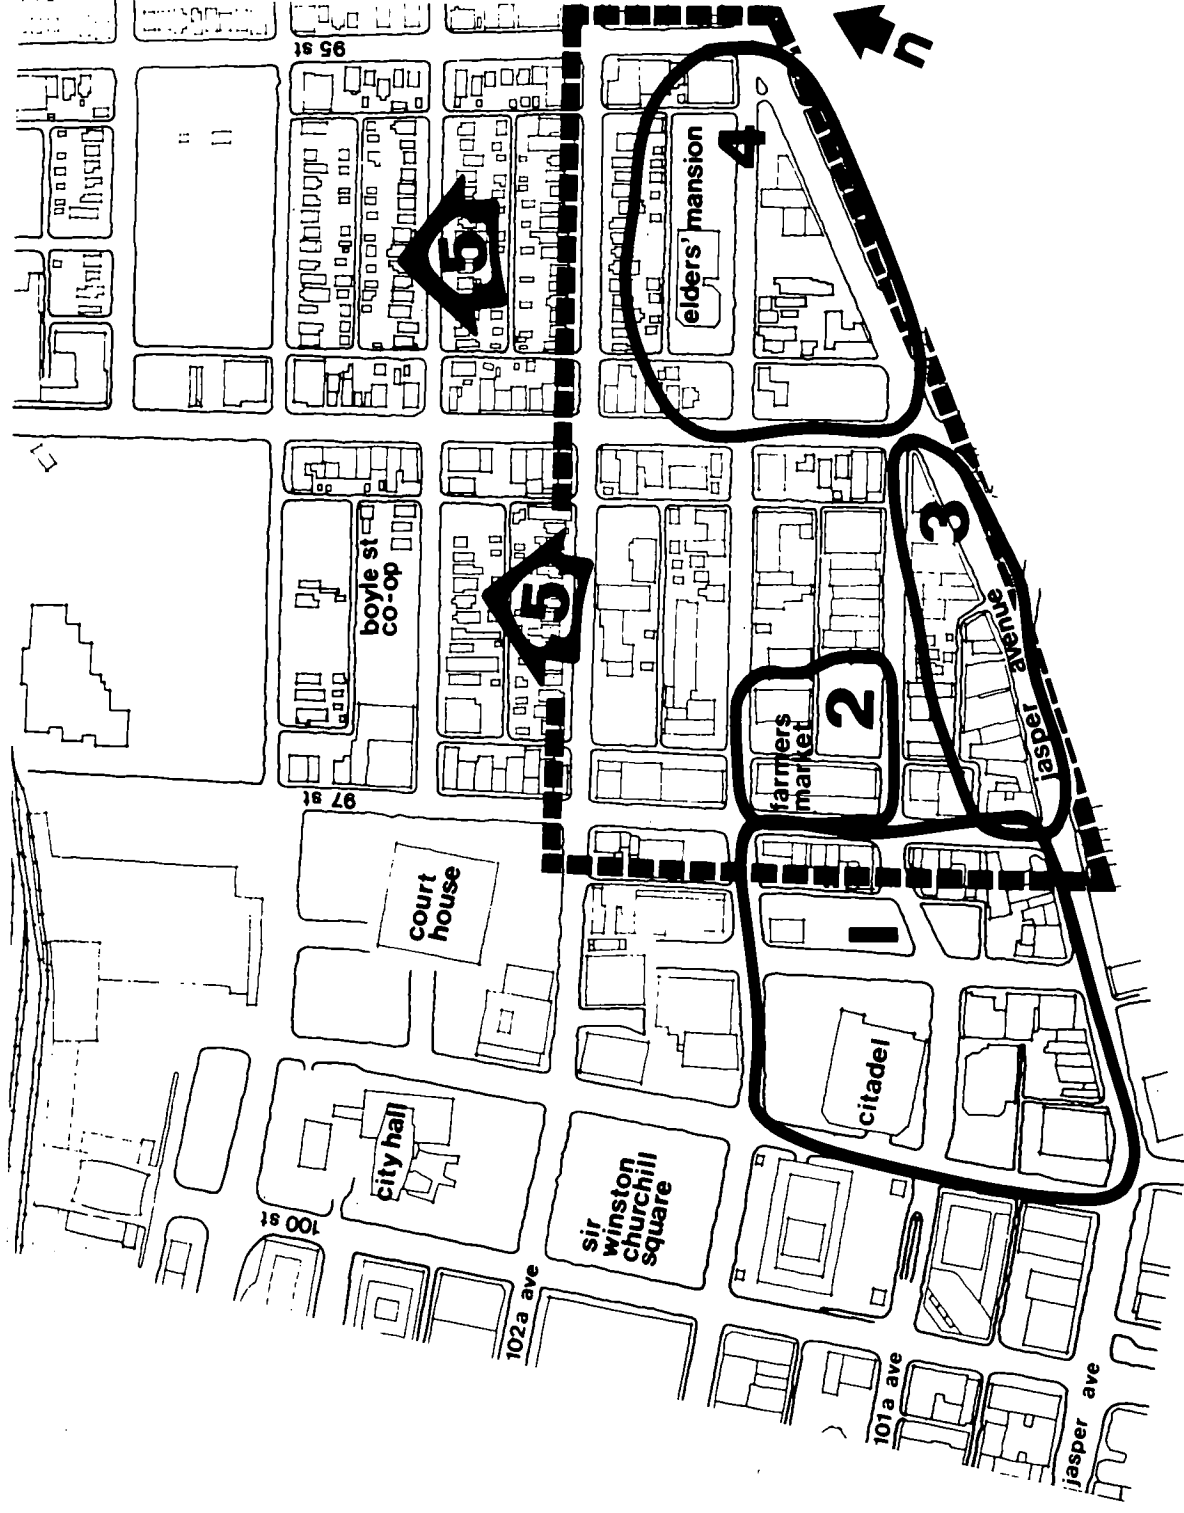 95 st
n
4
elders' mansion
5
3
boyle st
co-op
5
jasper avenue
2
farmers
market
97 st
court
house
citadel
city hall
sir
winston
churchill
square
100 st
102a ave
101a ave
jasper ave